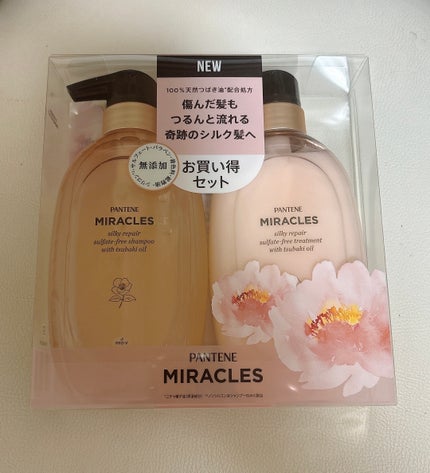 NEW
100%天然つばき油*配合処方
傷んだ髪も
つるんと流れる
奇跡のシルク髪へ
無添加
お買い得
セット
PANTENE
MIRACLES
silky repair
sulfate-free shampoo
with tsubaki oil
PRO-V
PANTENE
MIRACLES
silky repair
sulfate-free treatment
with tsubaki oil
PANTENE
MIRACLES